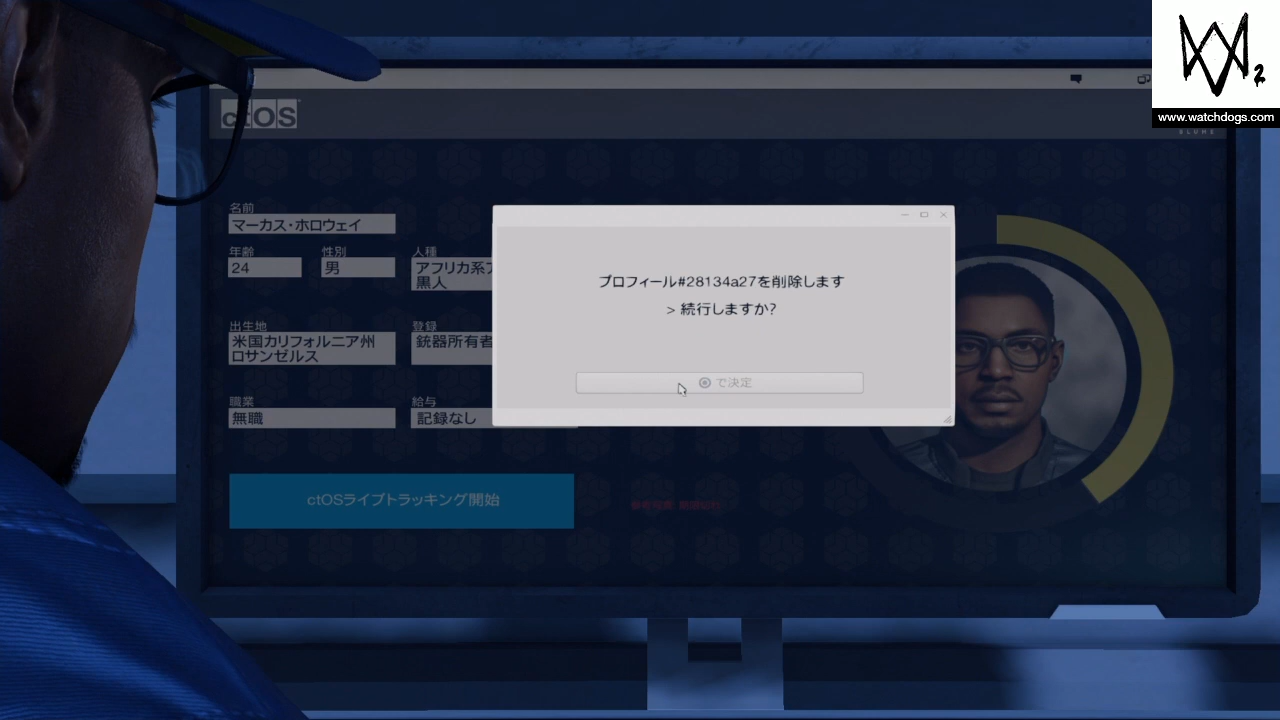 2
www.watchdogs.com
ctOS
BLUME
名前
マーカス・ホロウェイ
年齢
性別
人種
24
男
アフリカ系ア
黒人
出生地
登録
米国カリフォルニア州
ロサンゼルス
銃器所有者
職業
給与
無職
記録なし
プロフィール#28134a27を削除します
> 続行しますか?
で決定
ctOSライブトラッキング開始